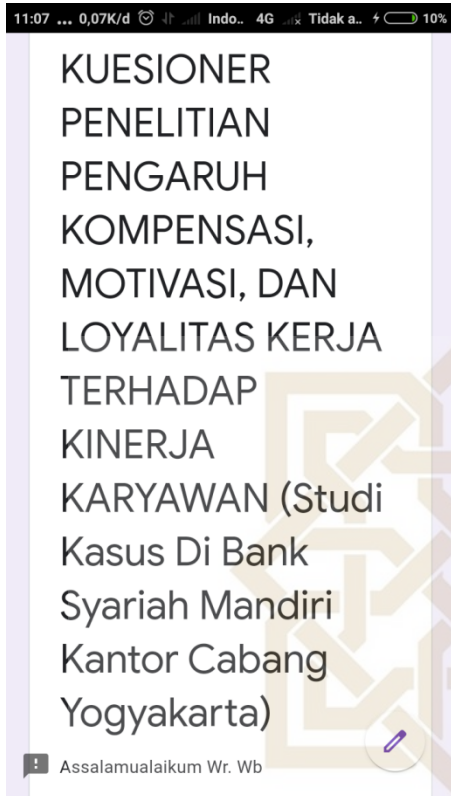 11:07 ... 0,07K/d Indo.. 4G Tidak a.. 10%
KUESIONER
PENELITIAN
PENGARUH
KOMPENSASI,
MOTIVASI, DAN
LOYALITAS KERJA
TERHADAP
KINERJA
KARYAWAN (Studi
Kasus Di Bank
Syariah Mandiri
Kantor Cabang
Yogyakarta)
Assalamualaikum Wr. Wb